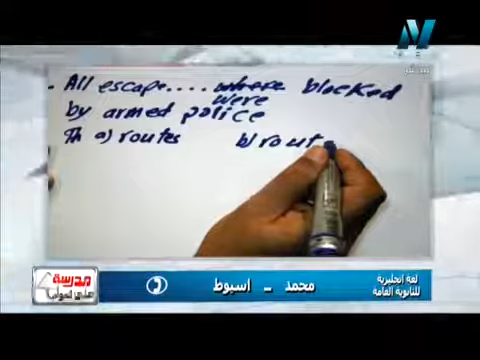 All escape.... where blocked
were
by armed police
Th a) routes b) rout
محمد - اسيوط
لغة انجليزية
للثانوية العامة
مدرسة
على الهواء